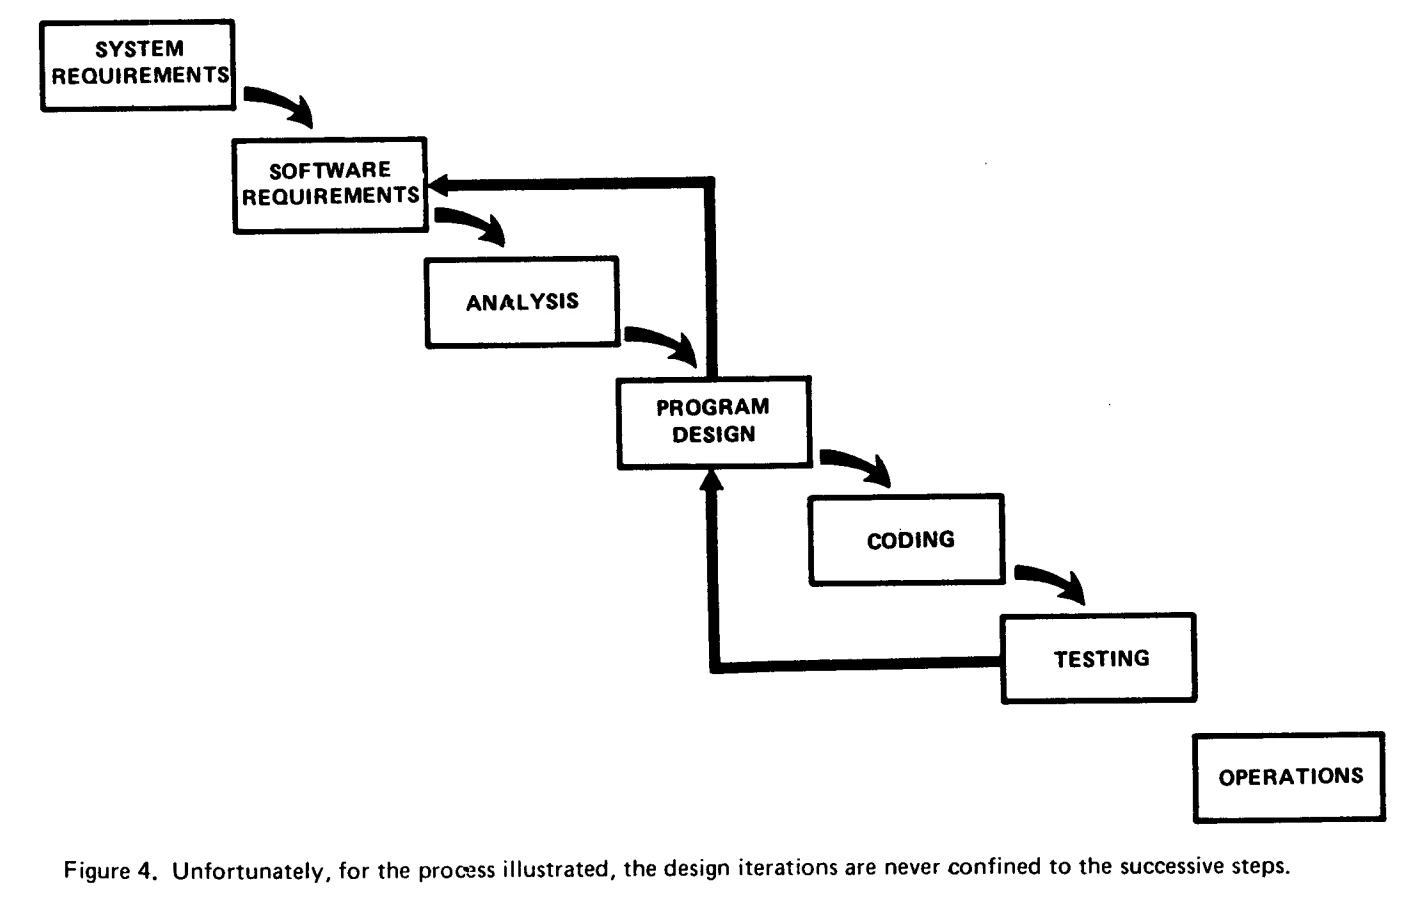 SYSTEM
REQUIREMENTS
SOFTWARE
REQUIREMENTS
ANALYSIS
PROGRAM
DESIGN
CODING
TESTING
OPERATIONS
Figure 4. Unfortunately, for the process illustrated, the design iterations are never confined to the successive steps.